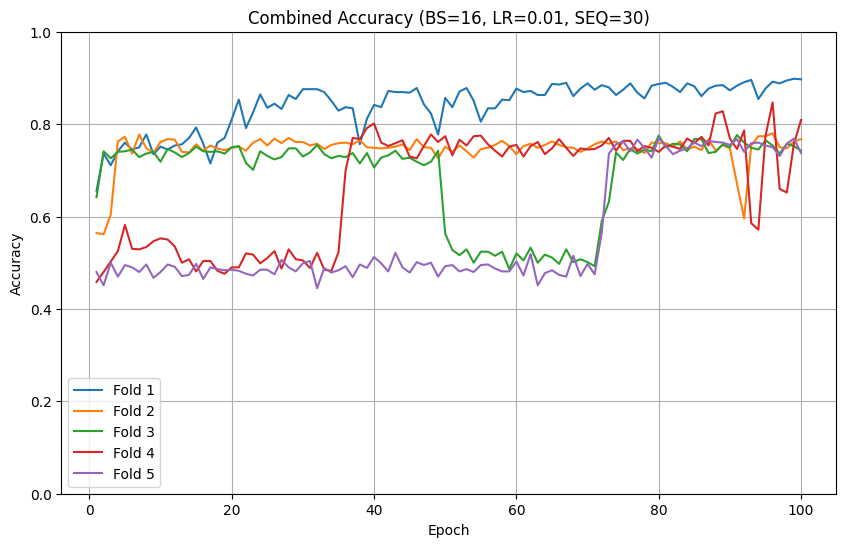 Combined Accuracy (BS=16, LR=0.01, SEQ=30)
1.0
0.8
0.6
0.4
0.2
0.0
Accuracy
Fold 1
Fold 2
Fold 3
Fold 4
Fold 5
0 20 40 60 80 100
Epoch